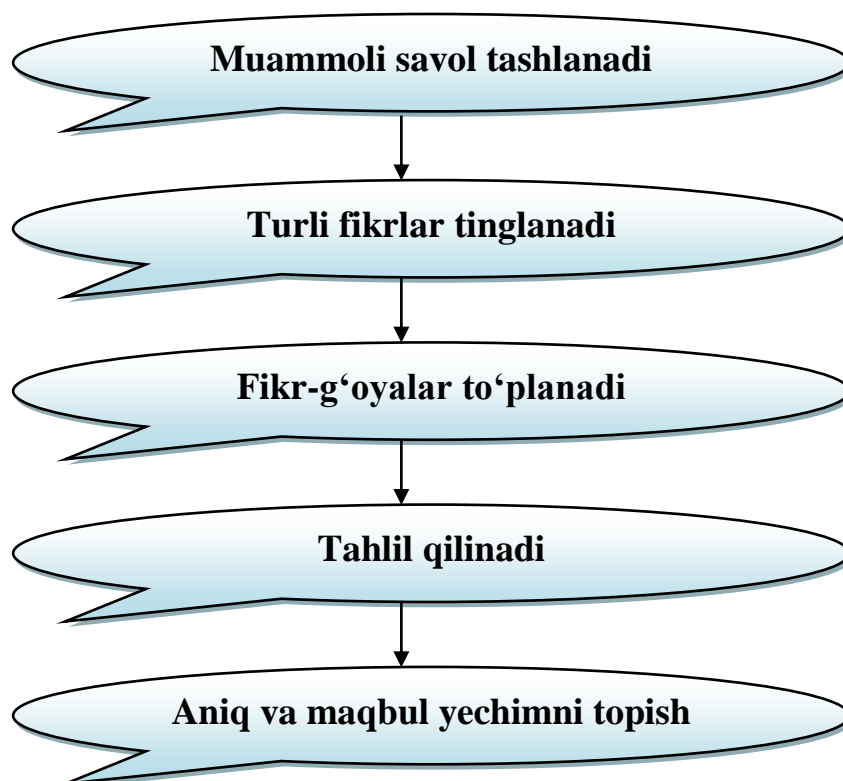 Muammoli savol tashlanadi
Turli fikrlar tinglanadi
Fikr-g‘oyalar to‘planadi
Tahlil qilinadi
Aniq va maqbul yechimni topish